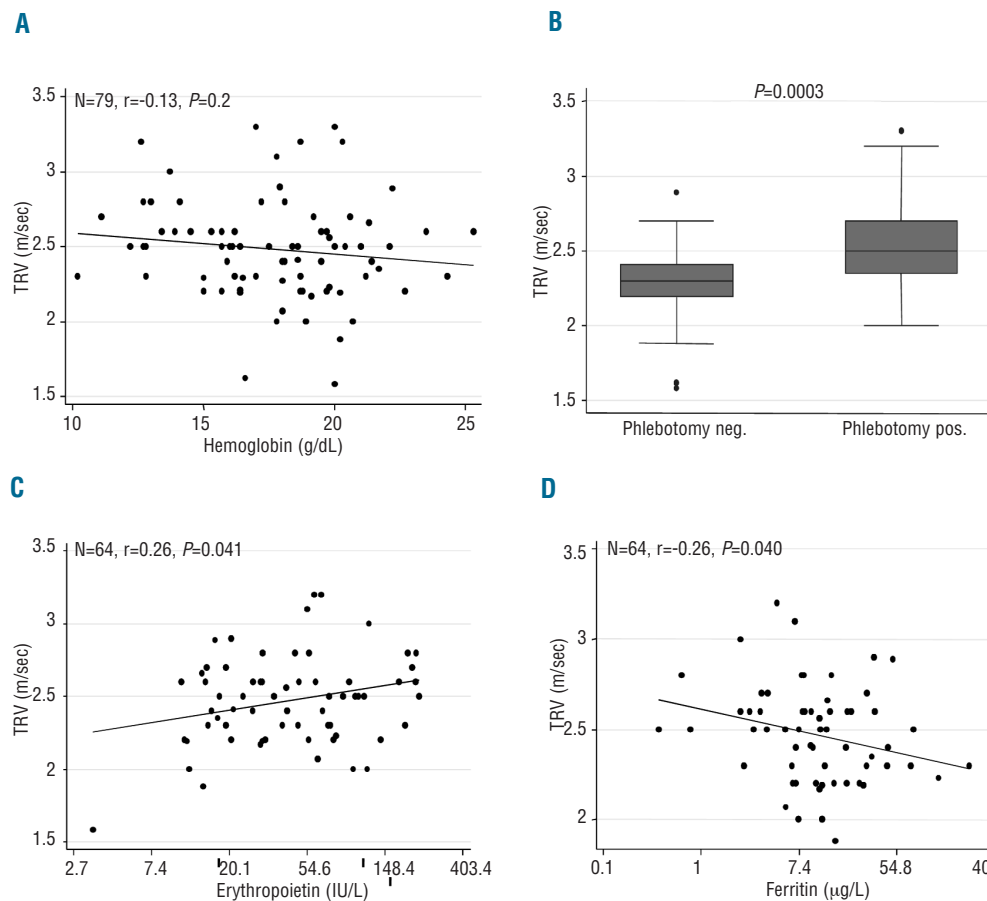 A
N=79, r=-0.13, P=0.2
3.5
3
2.5
2
1.5
TRV (m/sec)
10 15 20 25
Hemoglobin (g/dL)
B
P=0.0003
3.5
3
2.5
2
1.5
TRV (m/sec)
Phlebotomy neg. Phlebotomy pos.
C
N=64, r=0.26, P=0.041
3.5
3
2.5
2
1.5
TRV (m/sec)
2.7 7.4 20.1 54.6 148.4 403.4
Erythropoietin (IU/L)
D
N=64, r=-0.26, P=0.040
3.5
3
2.5
2
TRV (m/sec)
0.1 1 7.4 54.8 40
Ferritin (μg/L)